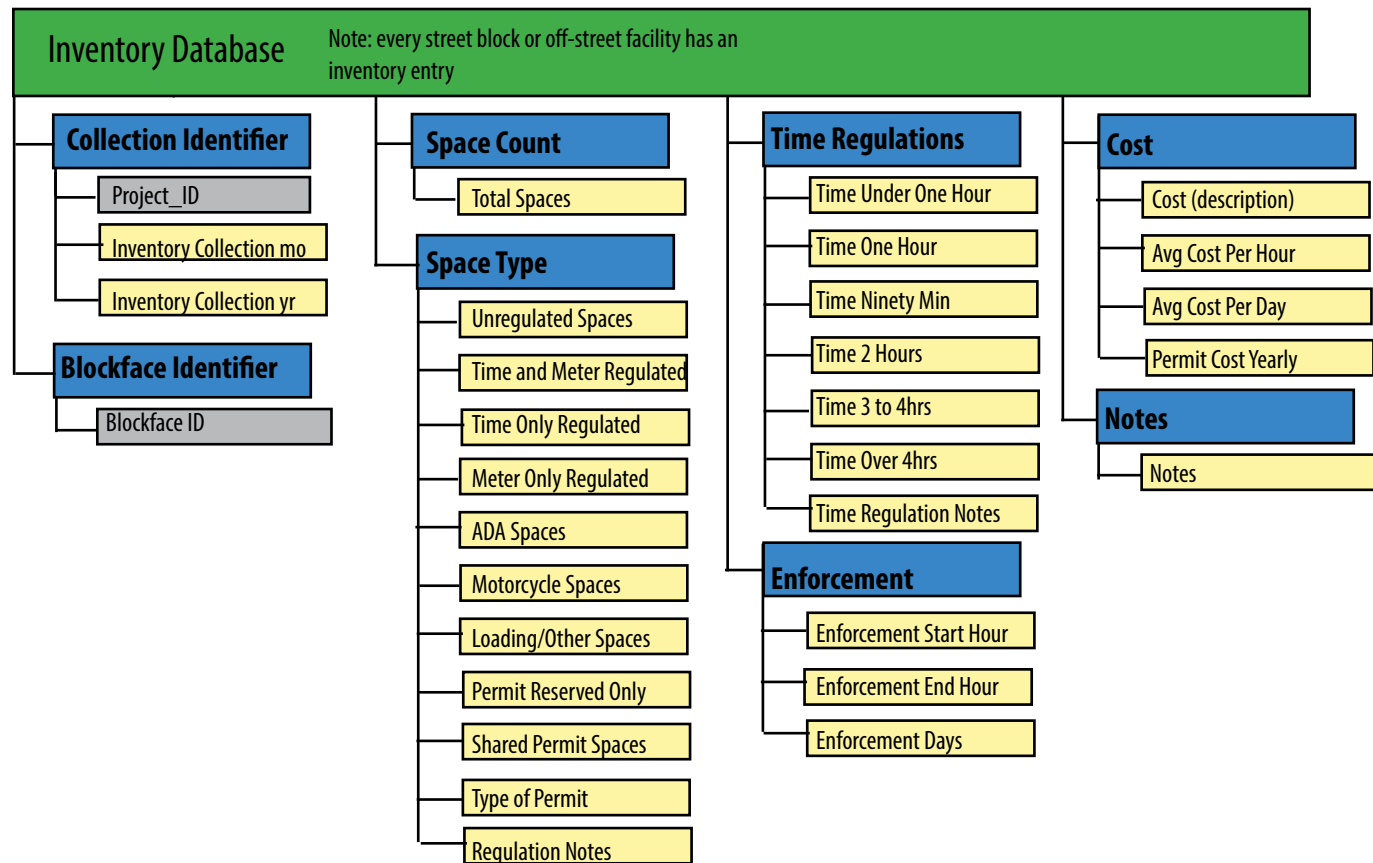 Inventory Database
Note: every street block or off-street facility has an
inventory entry
Collection Identifier
Project_ID
Inventory Collection mo
Inventory Collection yr
Blockface Identifier
Blockface ID
Space Count
Total Spaces
Space Type
Unregulated Spaces
Time and Meter Regulated
Time Only Regulated
Meter Only Regulated
ADA Spaces
Motorcycle Spaces
Loading/Other Spaces
Permit Reserved Only
Shared Permit Spaces
Type of Permit
Regulation Notes
Time Regulations
Time Under One Hour
Time One Hour
Time Ninety Min
Time 2 Hours
Time 3 to 4hrs
Time Over 4hrs
Time Regulation Notes
Enforcement
Enforcement Start Hour
Enforcement End Hour
Enforcement Days
Cost
Cost (description)
Avg Cost Per Hour
Avg Cost Per Day
Permit Cost Yearly
Notes
Notes